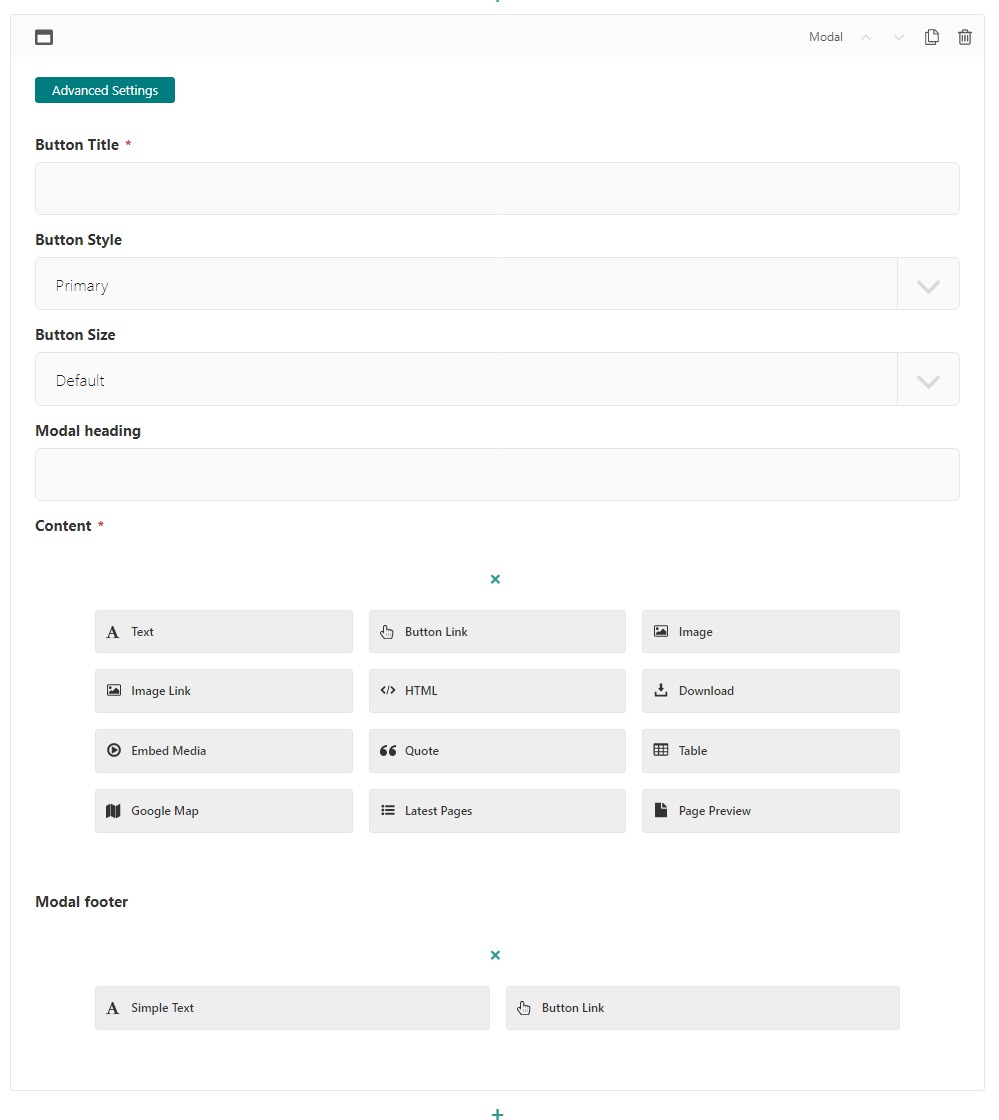 Modal
Advanced Settings
Button Title *
Button Style
Primary
Button Size
Default
Modal heading
Content *
Text
Button Link
Image
Image Link
HTML
Download
Embed Media
Quote
Table
Google Map
Latest Pages
Page Preview
Modal footer
Simple Text
Button Link